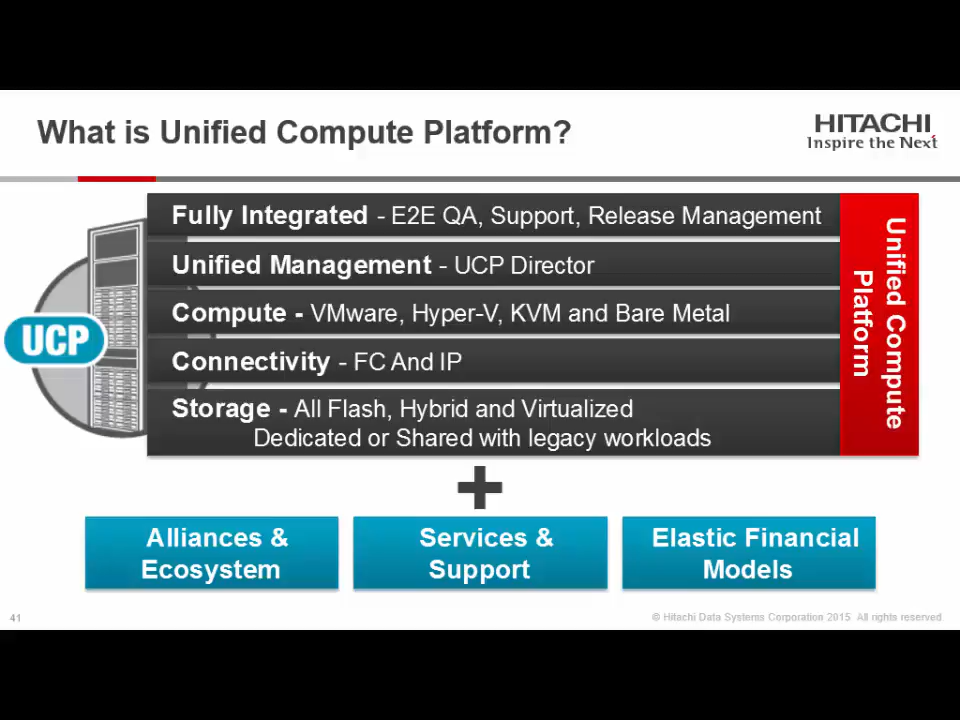 What is Unified Compute Platform?
HITACHI
Inspire the Next
Fully Integrated - E2E QA, Support, Release Management
Unified Management - UCP Director
Compute - VMware, Hyper-V, KVM and Bare Metal
Connectivity - FC And IP
Storage - All Flash, Hybrid and Virtualized
Dedicated or Shared with legacy workloads
Unified Compute
Platform
UCP
+
Alliances &
Ecosystem
Services &
Support
Elastic Financial
Models
41
© Hitachi Data Systems Corporation 2015 All rights reserved